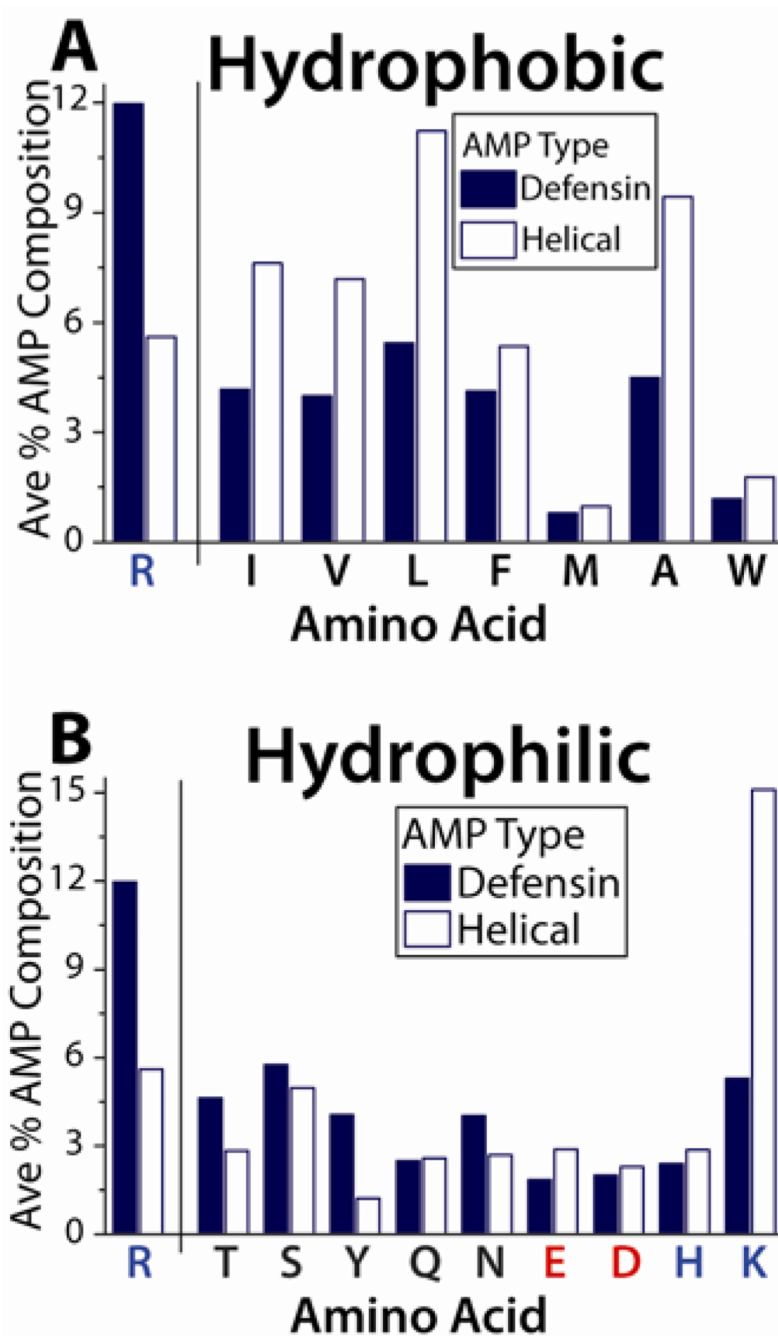 A Hydrophobic
Ave % AMP Composition
12
9
6
3
0
AMP Type
Defensin
Helical
R I V L F M A W
Amino Acid
B Hydrophilic
Ave % AMP Composition
15
12
9
6
3
0
AMP Type
Defensin
Helical
R T S Y Q N E D H K
Amino Acid